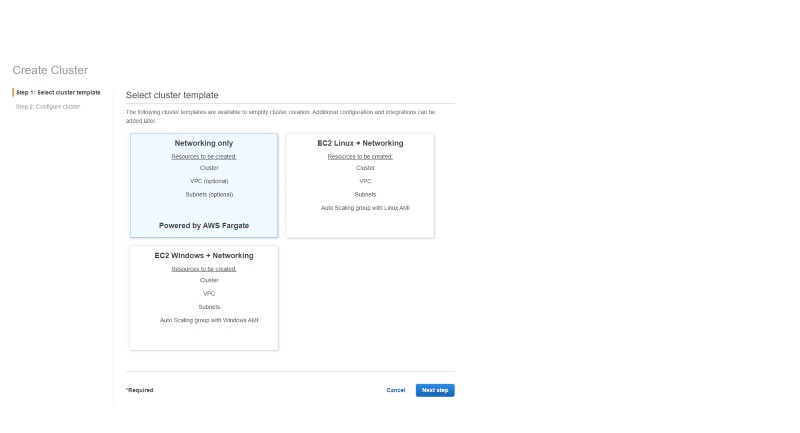 Create Cluster
Step 1: Select cluster template
Step 2: Configure cluster
Select cluster template
The following cluster templates are available to simplify cluster creation. Additional configuration and integrations can be
added later.
Networking only
Resources to be created:
Cluster
VPC (optional)
Subnets (optional)
Powered by AWS Fargate
EC2 Linux + Networking
Resources to be created:
Cluster
VPC
Subnets
Auto Scaling group with Linux AMI
EC2 Windows + Networking
Resources to be created:
Cluster
VPC
Subnets
Auto Scaling group with Windows AMI
*Required
Cancel
Next step